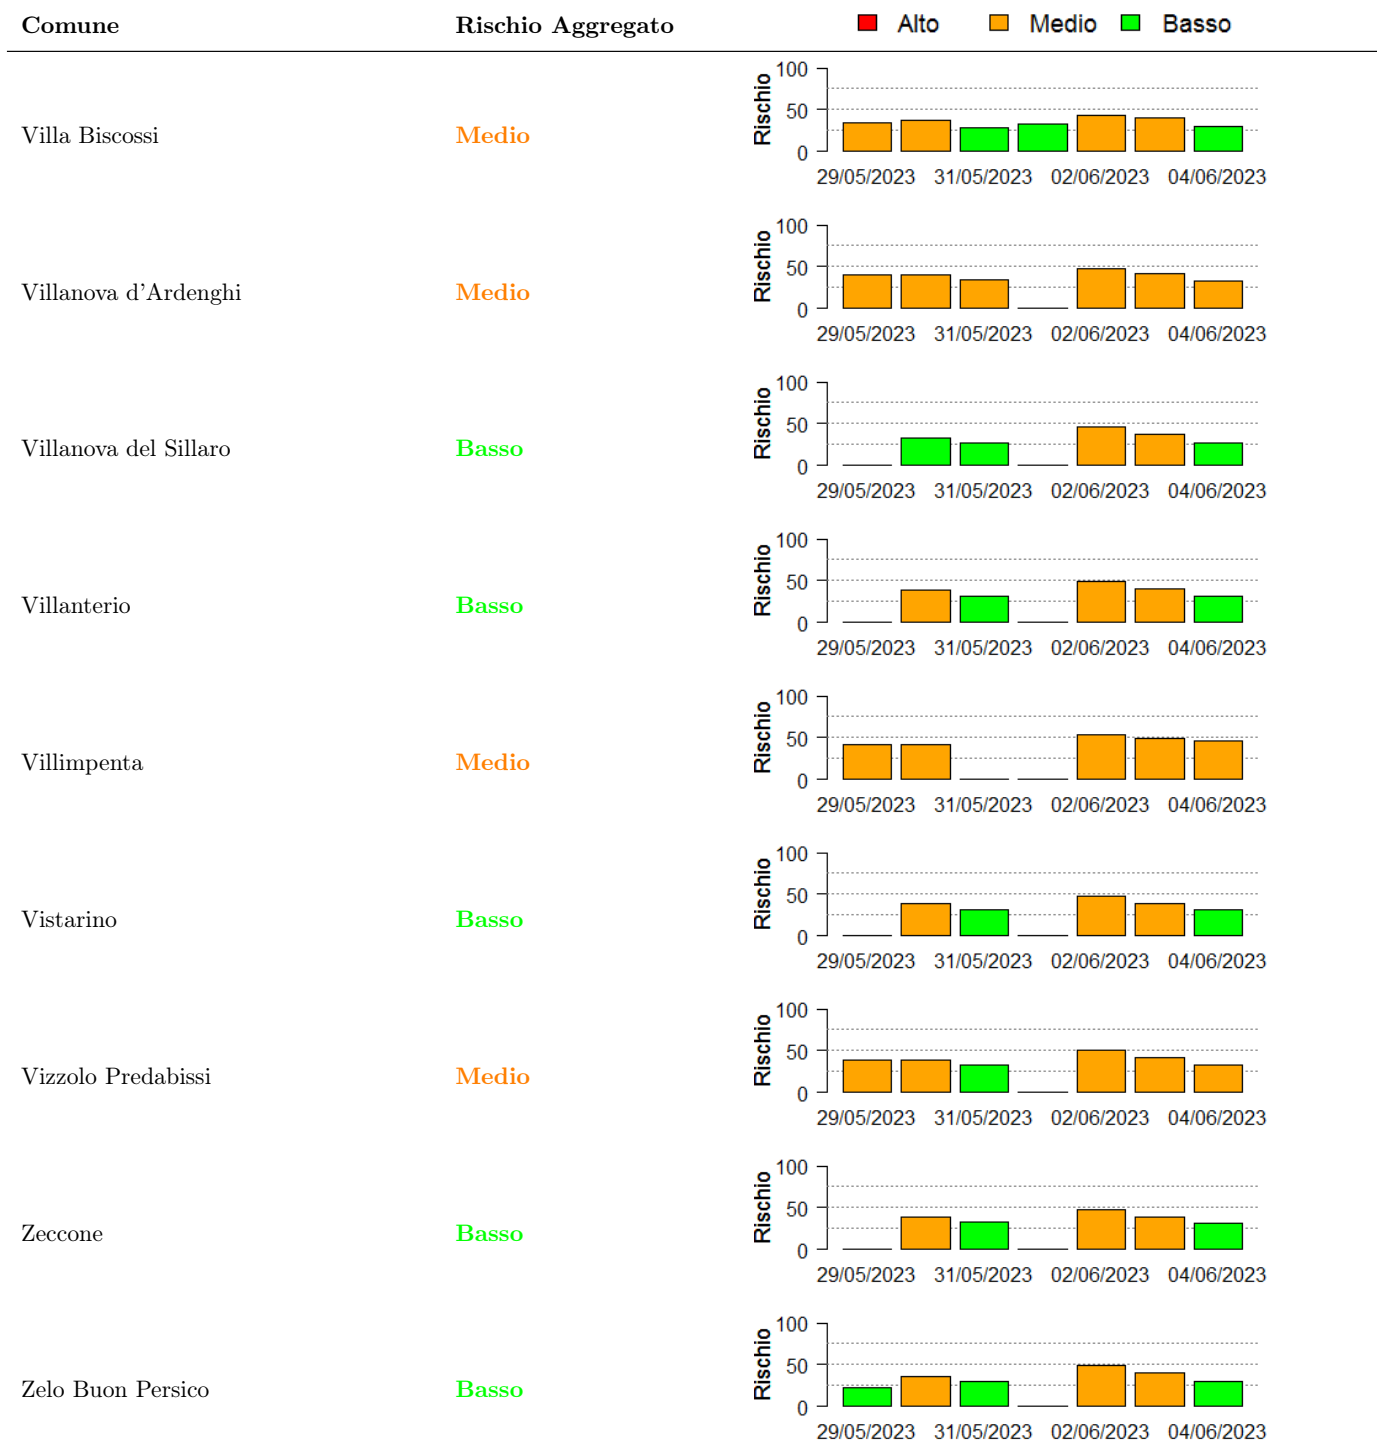 Comune Rischio Aggregato Alto Medio Basso
Villa Biscossi Medio
Rischio
100
50
0
29/05/2023 31/05/2023 02/06/2023 04/06/2023
Villanova d'Ardenghi Medio
Rischio
100
50
0
29/05/2023 31/05/2023 02/06/2023 04/06/2023
Villanova del Sillaro Basso
Rischio
100
50
0
29/05/2023 31/05/2023 02/06/2023 04/06/2023
Villanterio Basso
Rischio
100
50
0
29/05/2023 31/05/2023 02/06/2023 04/06/2023
Villimpenta Medio
Rischio
100
50
0
29/05/2023 31/05/2023 02/06/2023 04/06/2023
Vistarino Basso
Rischio
100
50
0
29/05/2023 31/05/2023 02/06/2023 04/06/2023
Vizzolo Predabissi Medio
Rischio
100
50
0
29/05/2023 31/05/2023 02/06/2023 04/06/2023
Zeccone Basso
Rischio
100
50
0
29/05/2023 31/05/2023 02/06/2023 04/06/2023
Zelo Buon Persico Basso
Rischio
100
50
0
29/05/2023 31/05/2023 02/06/2023 04/06/2023